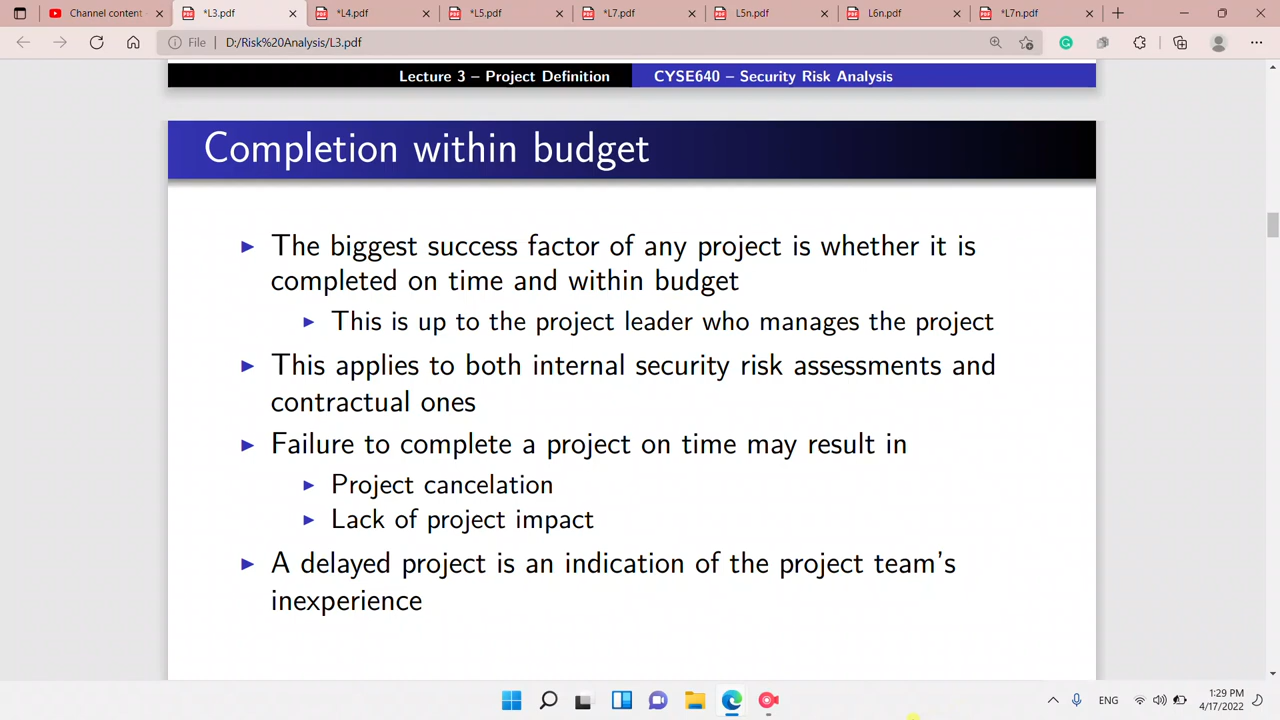 Channel content
*L3.pdf
*L4.pdf
*L5.pdf
*L7.pdf
L5n.pdf
L6n.pdf
*L7n.pdf
File
D:/Risk%20Analysis/L3.pdf
Lecture 3 – Project Definition
CYSE640 – Security Risk Analysis
Completion within budget
The biggest success factor of any project is whether it is
completed on time and within budget
This is up to the project leader who manages the project
This applies to both internal security risk assessments and
contractual ones
Failure to complete a project on time may result in
Project cancelation
Lack of project impact
A delayed project is an indication of the project team's
inexperience
ENG
1:29 PM
4/17/2022